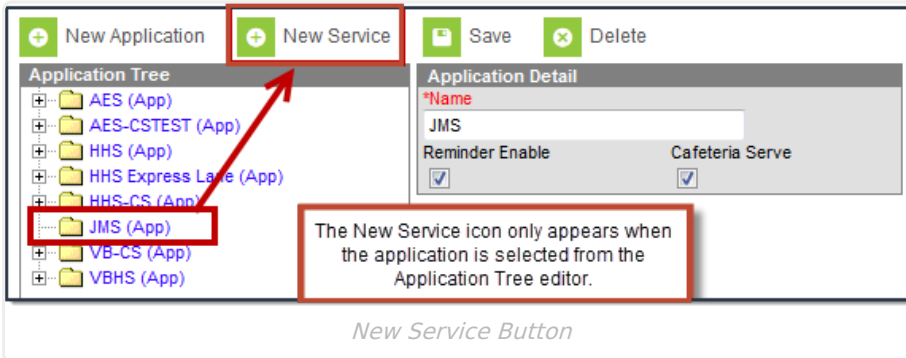 New Application New Service Save Delete
Application Tree
Application Detail
AES (App)
AES-CSTEST (App)
HHS (App)
HHS Express Lane (App)
HHS-CS (App)
JMS (App)
VB-CS (App)
VBHS (App)
*Name
JMS
Reminder Enable Cafeteria Serve
The New Service icon only appears when
the application is selected from the
Application Tree editor.
New Service Button